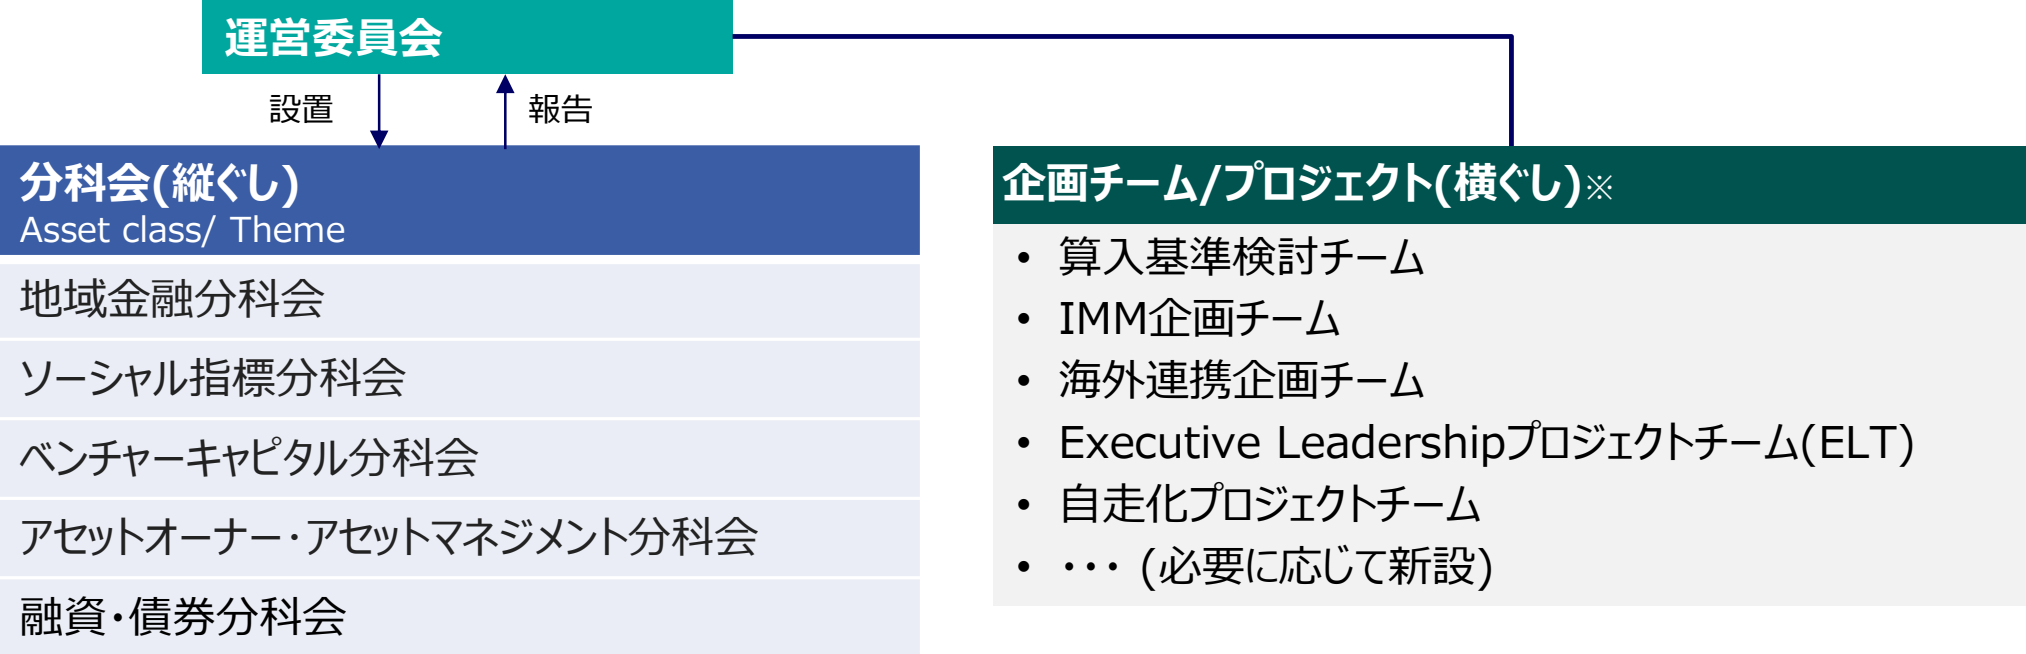 運営委員会
設置
報告
分科会(縦ぐし)
Asset class/ Theme
地域金融分科会
ソーシャル指標分科会
ベンチャーキャピタル分科会
アセットオーナー・アセットマネジメント分科会
融資・債券分科会
企画チーム/プロジェクト(横ぐし)※
• 算入基準検討チーム
• IMM企画チーム
• 海外連携企画チーム
• Executive Leadershipプロジェクトチーム(ELT)
• 自走化プロジェクトチーム
• ・・・ (必要に応じて新設)